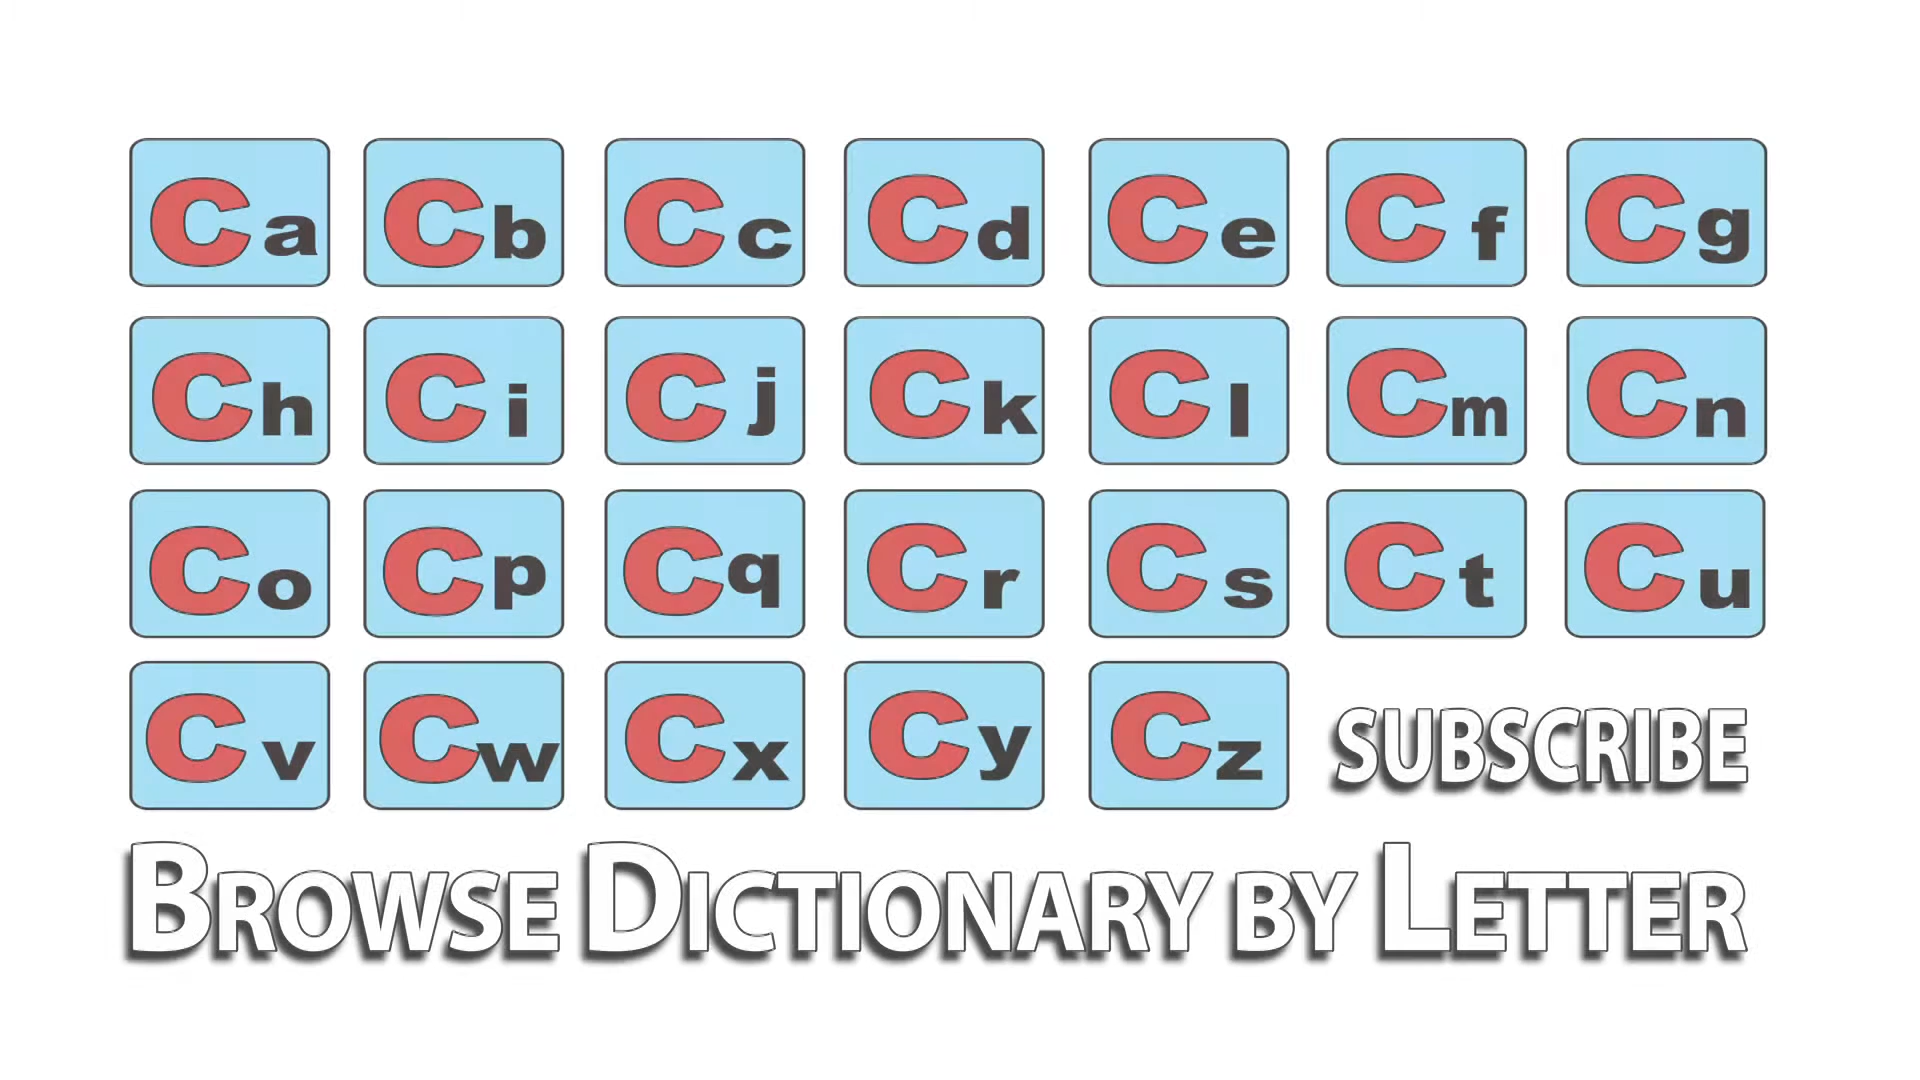 Ca Cb Cc Cd Ce Cf Cg
Ch Ci Cj Ck Cl Cm Cn
Co Cp Cq Cr Cs Ct Cu
Cv Cw Cx Cy Cz SUBSCRIBE
BROWSE DICTIONARY BY LETTER